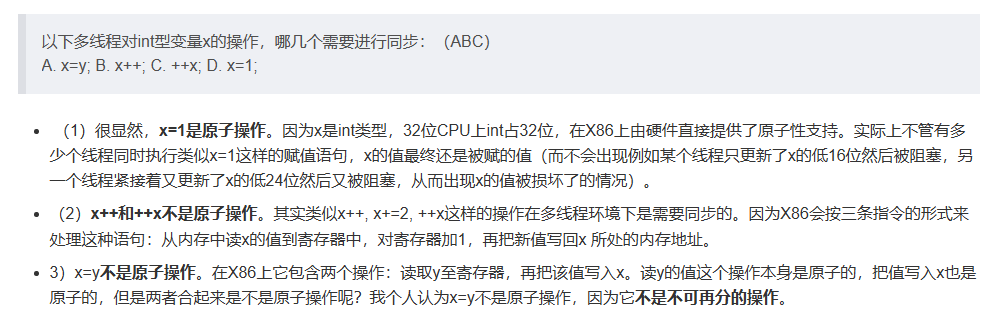 以下多线程对int型变量x的操作，哪几个需要进行同步：（ABC）
A. x=y; B. x++; C. ++x; D. x=1;
（1）很显然，x=1是原子操作。因为x是int类型，32位CPU上int占32位，在X86上由硬件直接提供了原子性支持。实际上不管有多
少个线程同时执行类似x=1这样的赋值语句，x的值最终还是被赋的值（而不会出现例如某个线程只更新了x的低16位然后被阻塞，另
一个线程紧接着又更新了x的低24位然后又被阻塞，从而出现x的值被损坏了的情况）。
（2）x++和++x不是原子操作。其实类似x++, x+=2, ++x这样的操作在多线程环境下是需要同步的。因为X86会按三条指令的形式来
处理这种语句：从内存中读x的值到寄存器中，对寄存器加1，再把新值写回x 所处的内存地址。
3）x=y不是原子操作。在X86上它包含两个操作：读取y至寄存器，再把该值写入x。读y的值这个操作本身是原子的，把值写入x也是
原子的，但是两者合起来是不是原子操作呢？我个人认为x=y不是原子操作，因为它不是不可再分的操作。